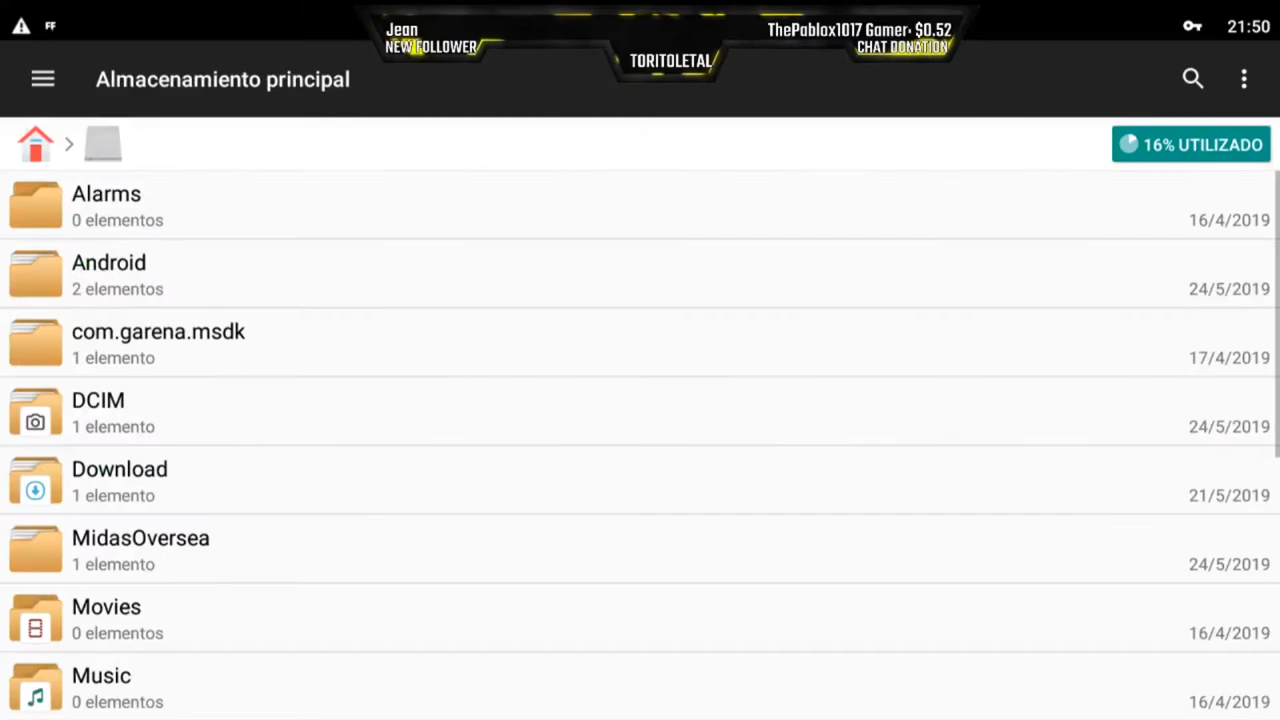 FF
Jean
NEW FOLLOWER
TORITOLETAL
ThePablox1017 Gamer: $0.52
CHAT DONATION
21:50
Almacenamiento principal
16% UTILIZADO
Alarms
0 elementos
16/4/2019
Android
2 elementos
24/5/2019
com.garena.msdk
1 elemento
17/4/2019
DCIM
1 elemento
24/5/2019
Download
1 elemento
21/5/2019
MidasOversea
1 elemento
24/5/2019
Movies
0 elementos
16/4/2019
Music
0 elementos
16/4/2019